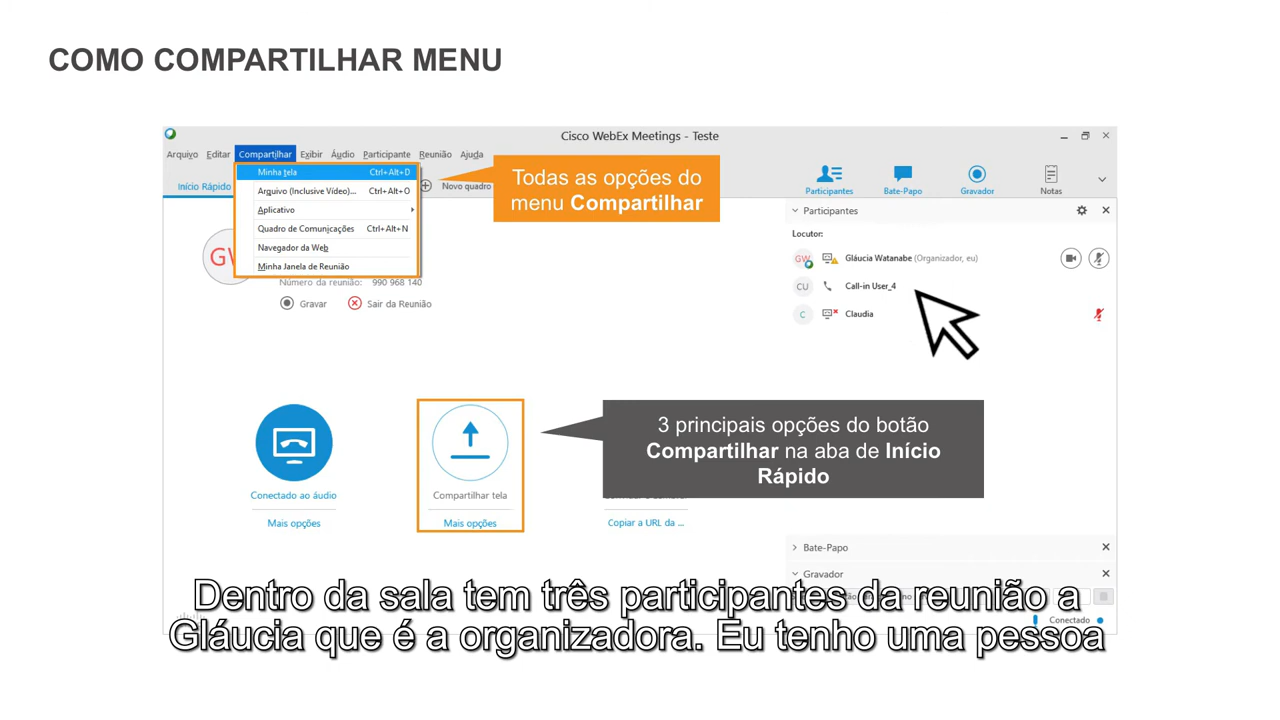 COMO COMPARTILHAR MENU
Cisco WebEx Meetings - Teste
Arquivo Editar Compartilhar Exibir Áudio Participante Reunião Ajuda
Início Rápido
Novo quadro
Minha tela Ctrl+Alt+D
Arquivo (Inclusive Vídeo)... Ctrl+Alt+O
Aplicativo
Quadro de Comunicações Ctrl+Alt+N
Navegador da Web
Minha Janela de Reunião
Todas as opções do
menu Compartilhar
Participantes Bate-Papo Gravador Notas
Participantes
Locutor:
GW Gláucia Watanabe (Organizador, eu)
CU Call-in User_4
C Claudia
Número da reunião: 990 968 140
Gravar Sair da Reunião
3 principais opções do botão
Compartilhar na aba de Início
Rápido
Conectado ao áudio Compartilhar tela
Mais opções Mais opções Copiar a URL da ...
Bate-Papo
Gravador
Conectado
Dentro da sala tem três participantes da reunião a
Gláucia que é a organizadora. Eu tenho uma pessoa